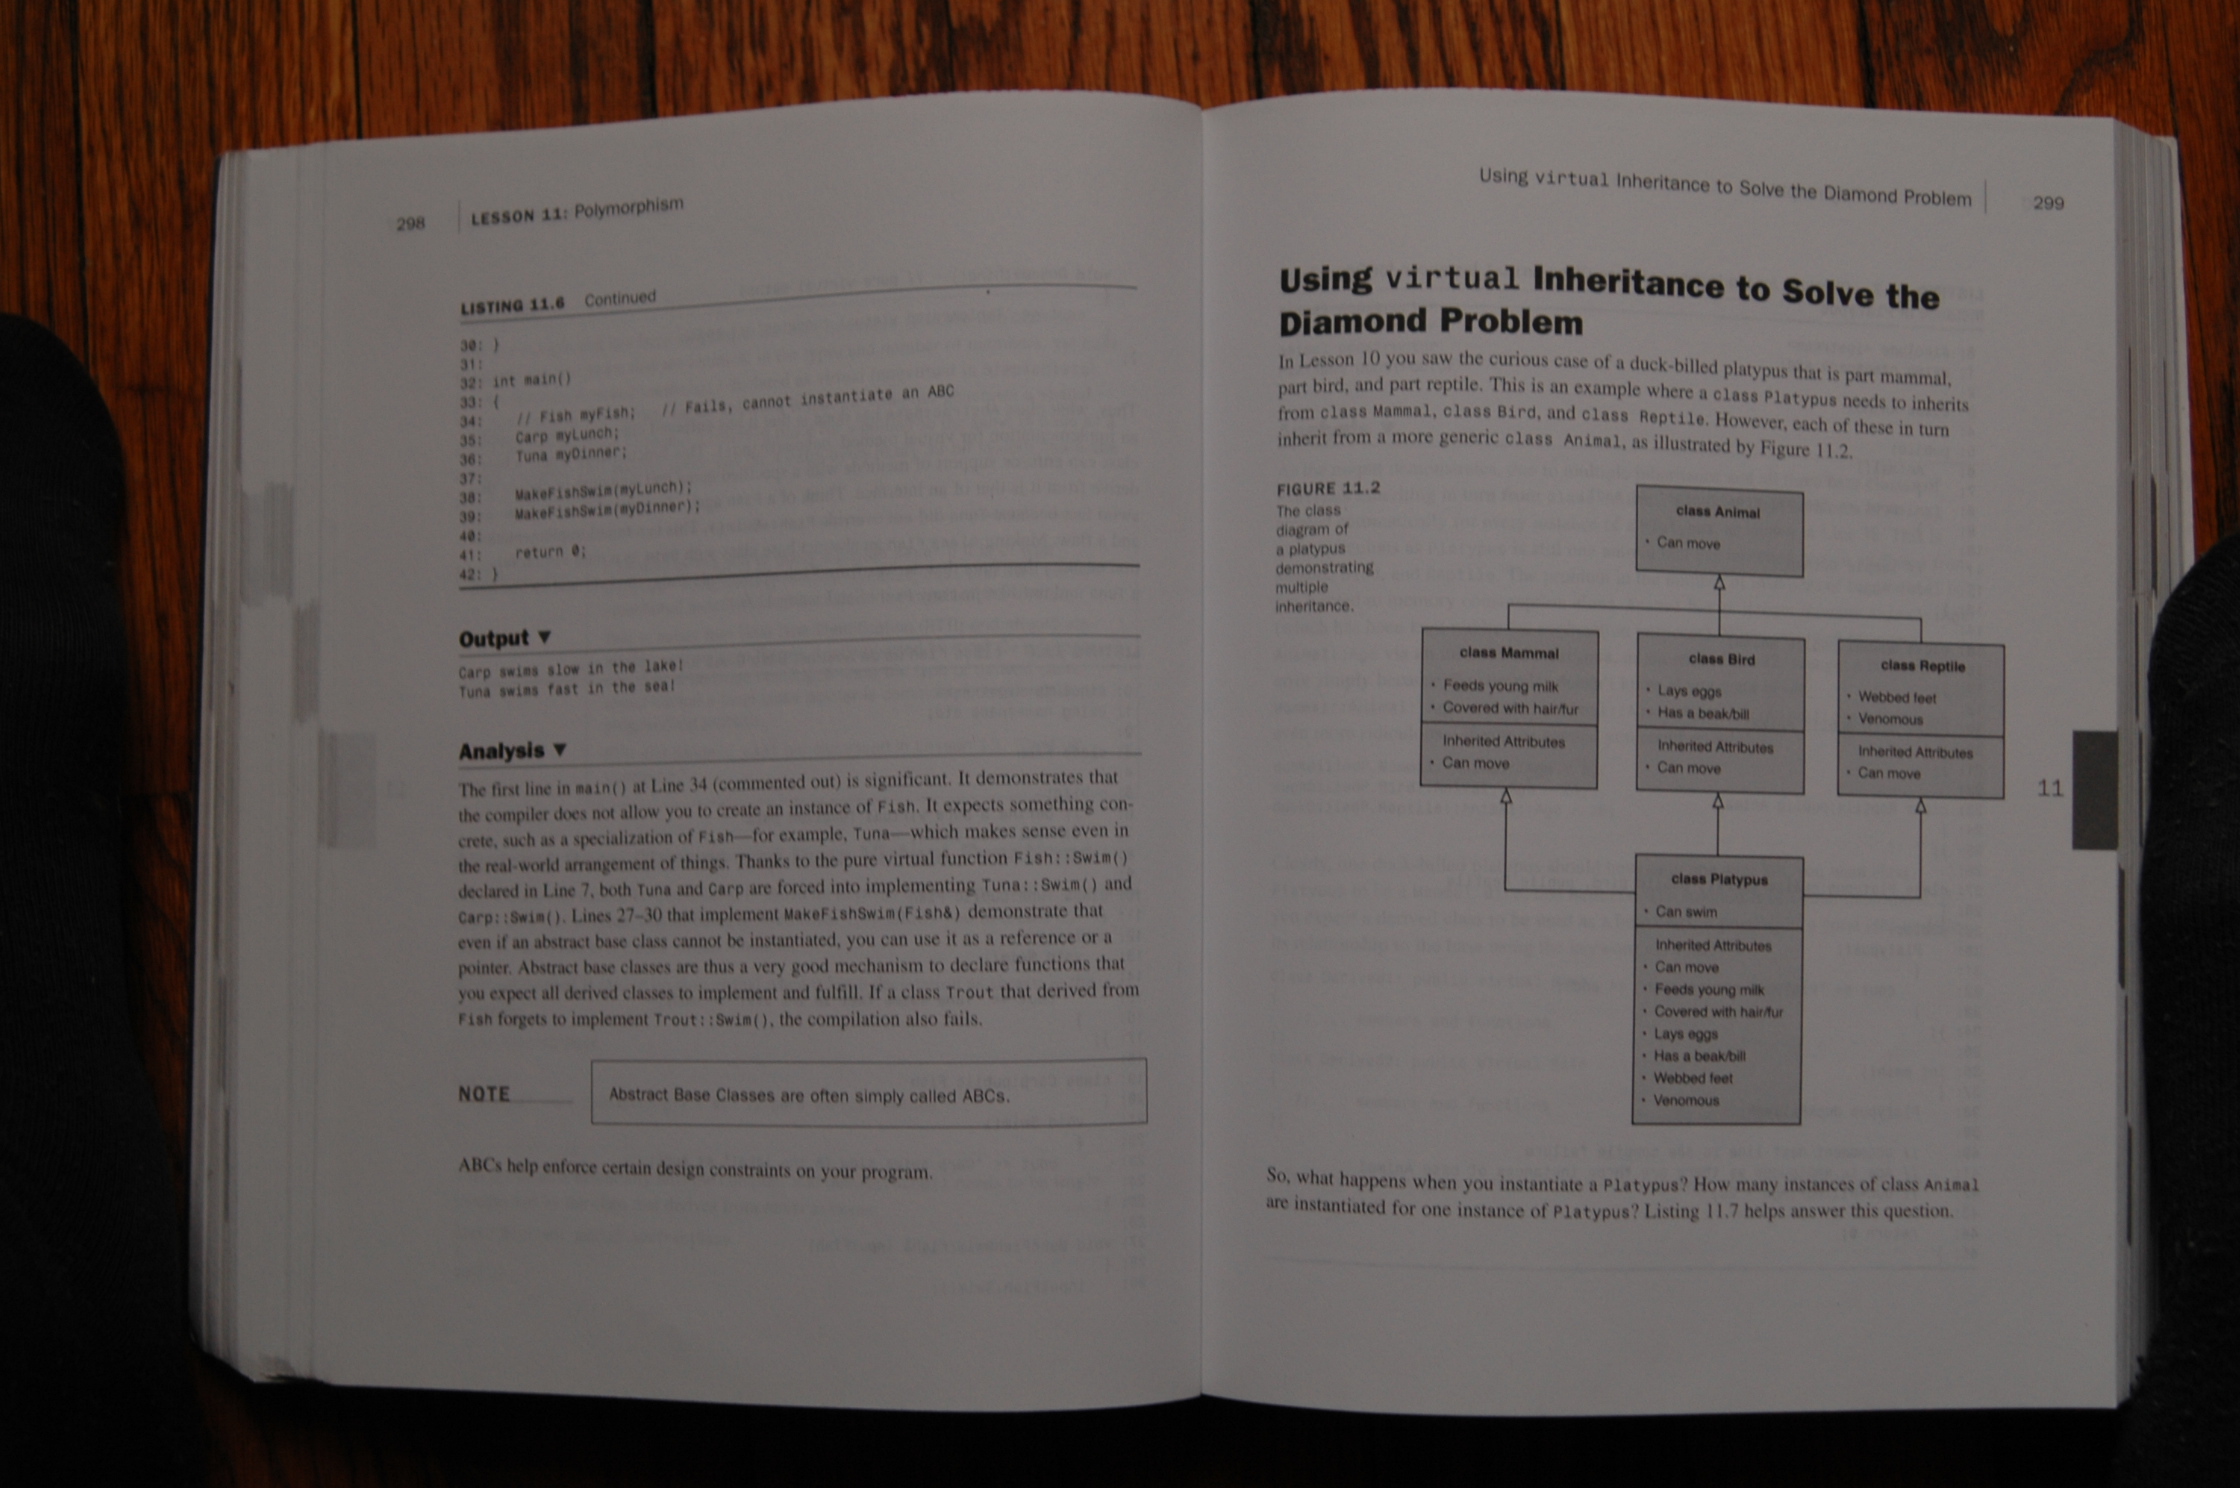 298 LESSON 11: Polymorphism
LISTING 11.6 Continued
30: }
31:
32: int main()
33: {
34: // Fish myFish; // Fails, cannot instantiate an ABC
35: Carp myLunch;
36: Tuna myDinner;
37:
38: MakeFishSwim(myLunch);
39: MakeFishSwim(myDinner);
40:
41: return 0;
42: }
Output ▼
Carp swims slow in the lake!
Tuna swims fast in the sea!
Analysis ▼
The first line in main() at Line 34 (commented out) is significant. It demonstrates that
the compiler does not allow you to create an instance of Fish. It expects something con-
crete, such as a specialization of Fish—for example, Tuna—which makes sense even in
the real-world arrangement of things. Thanks to the pure virtual function Fish::Swim()
declared in Line 7, both Tuna and Carp are forced into implementing Tuna::Swim() and
Carp::Swim(). Lines 27–30 that implement MakeFishSwim(Fish&) demonstrate that
even if an abstract base class cannot be instantiated, you can use it as a reference or a
pointer. Abstract base classes are thus a very good mechanism to declare functions that
you expect all derived classes to implement and fulfill. If a class Trout that derived from
Fish forgets to implement Trout::Swim(), the compilation also fails.
NOTE
Abstract Base Classes are often simply called ABCs.
ABCs help enforce certain design constraints on your program.
Using virtual Inheritance to Solve the Diamond Problem 299
Using virtual Inheritance to Solve the
Diamond Problem
In Lesson 10 you saw the curious case of a duck-billed platypus that is part mammal,
part bird, and part reptile. This is an example where a class Platypus needs to inherits
from class Mammal, class Bird, and class Reptile. However, each of these in turn
inherit from a more generic class Animal, as illustrated by Figure 11.2.
FIGURE 11.2
The class
diagram of
a platypus
demonstrating
multiple
inheritance.
class Animal
• Can move
class Mammal
• Feeds young milk
• Covered with hair/fur
Inherited Attributes
• Can move
class Bird
• Lays eggs
• Has a beak/bill
Inherited Attributes
• Can move
class Reptile
• Webbed feet
• Venomous
Inherited Attributes
• Can move
class Platypus
• Can swim
Inherited Attributes
• Can move
• Feeds young milk
• Covered with hair/fur
• Lays eggs
• Has a beak/bill
• Webbed feet
• Venomous
11
So, what happens when you instantiate a Platypus? How many instances of class Animal
are instantiated for one instance of Platypus? Listing 11.7 helps answer this question.